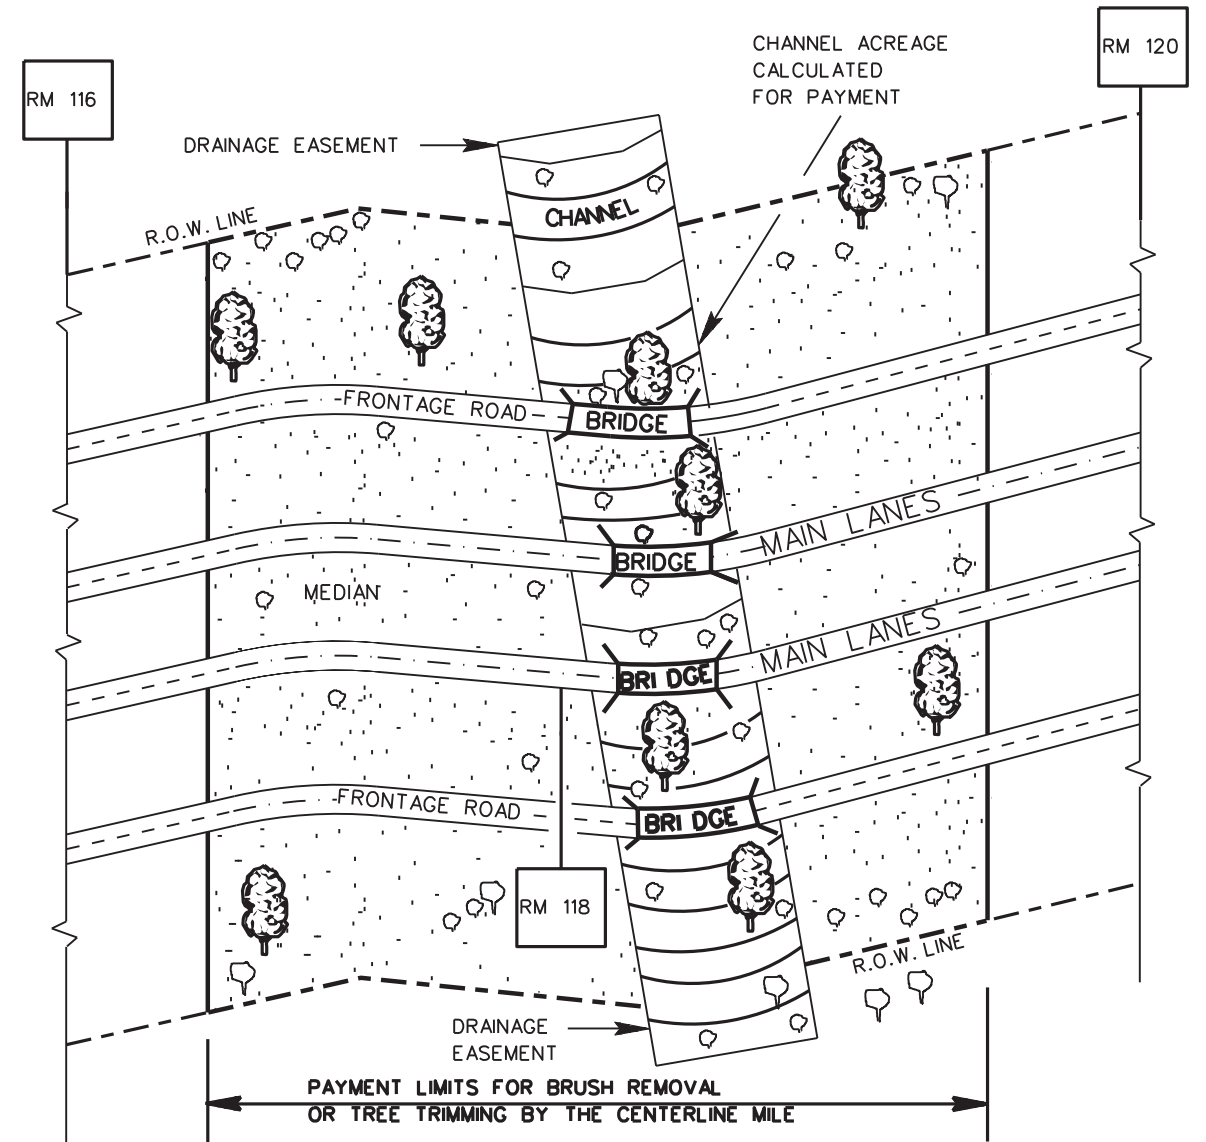 CHANNEL ACREAGE
CALCULATED
FOR PAYMENT
RM 120
RM 116
DRAINAGE EASEMENT
R.O.W. LINE
CHANNEL
FRONTAGE ROAD
BRIDGE
MAIN LANES
BRIDGE
MEDIAN
MAIN LANES
BRI DGE
FRONTAGE ROAD
BRI DGE
RM 118
R.O.W. LINE
DRAINAGE
EASEMENT
PAYMENT LIMITS FOR BRUSH REMOVAL
OR TREE TRIMMING BY THE CENTERLINE MILE